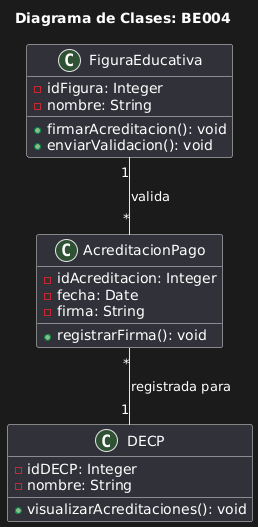 Diagrama de Clases: BE004
C FiguraEducativa
idFigura: Integer
nombre: String
firmarAcreditacion(): void
enviarValidacion(): void
1
valida
*
C AcreditacionPago
idAcreditacion: Integer
fecha: Date
firma: String
registrarFirma(): void
*
registrada para
1
C DECP
idDECP: Integer
nombre: String
visualizarAcreditaciones(): void